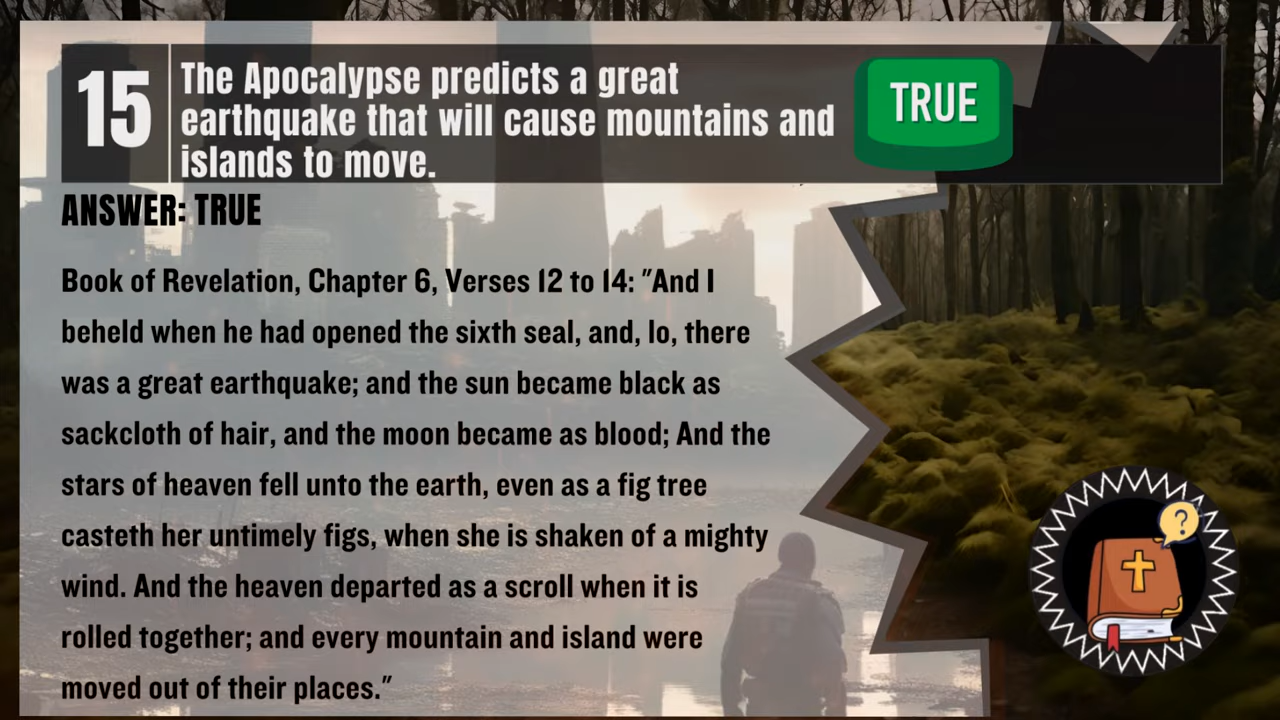 15
The Apocalypse predicts a great
earthquake that will cause mountains and
islands to move.
TRUE
ANSWER: TRUE
Book of Revelation, Chapter 6, Verses 12 to 14: "And I
beheld when he had opened the sixth seal, and, lo, there
was a great earthquake; and the sun became black as
sackcloth of hair, and the moon became as blood; And the
stars of heaven fell unto the earth, even as a fig tree
casteth her untimely figs, when she is shaken of a mighty
wind. And the heaven departed as a scroll when it is
rolled together; and every mountain and island were
moved out of their places."
?